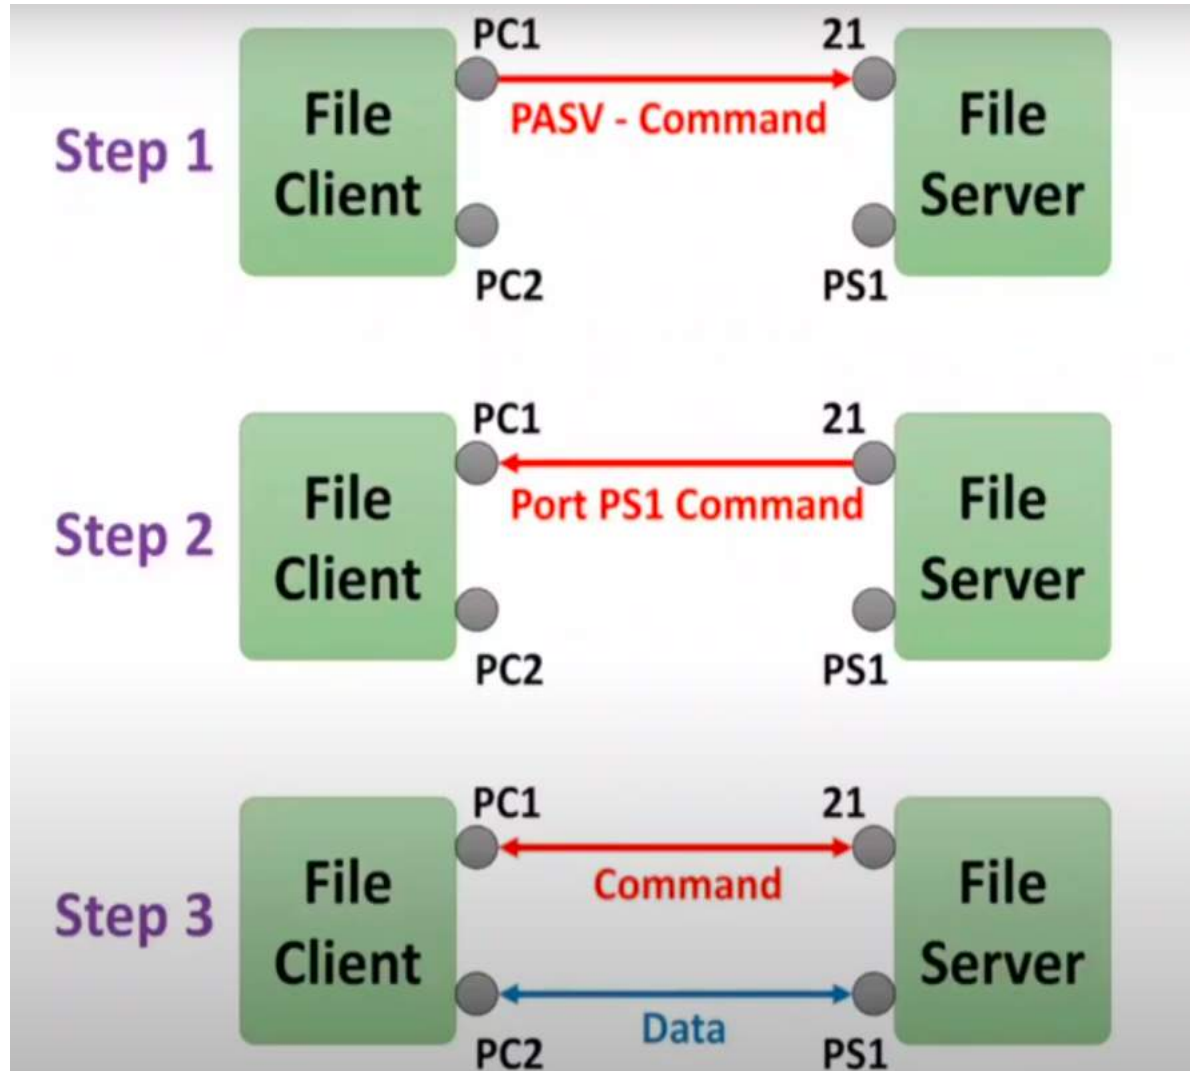 PC1
21
Step 1
File
Client
PASV - Command
File
Server
PC2
PS1
PC1
21
Step 2
File
Client
Port PS1 Command
File
Server
PC2
PS1
PC1
21
Step 3
File
Client
Command
File
Server
Data
PC2
PS1